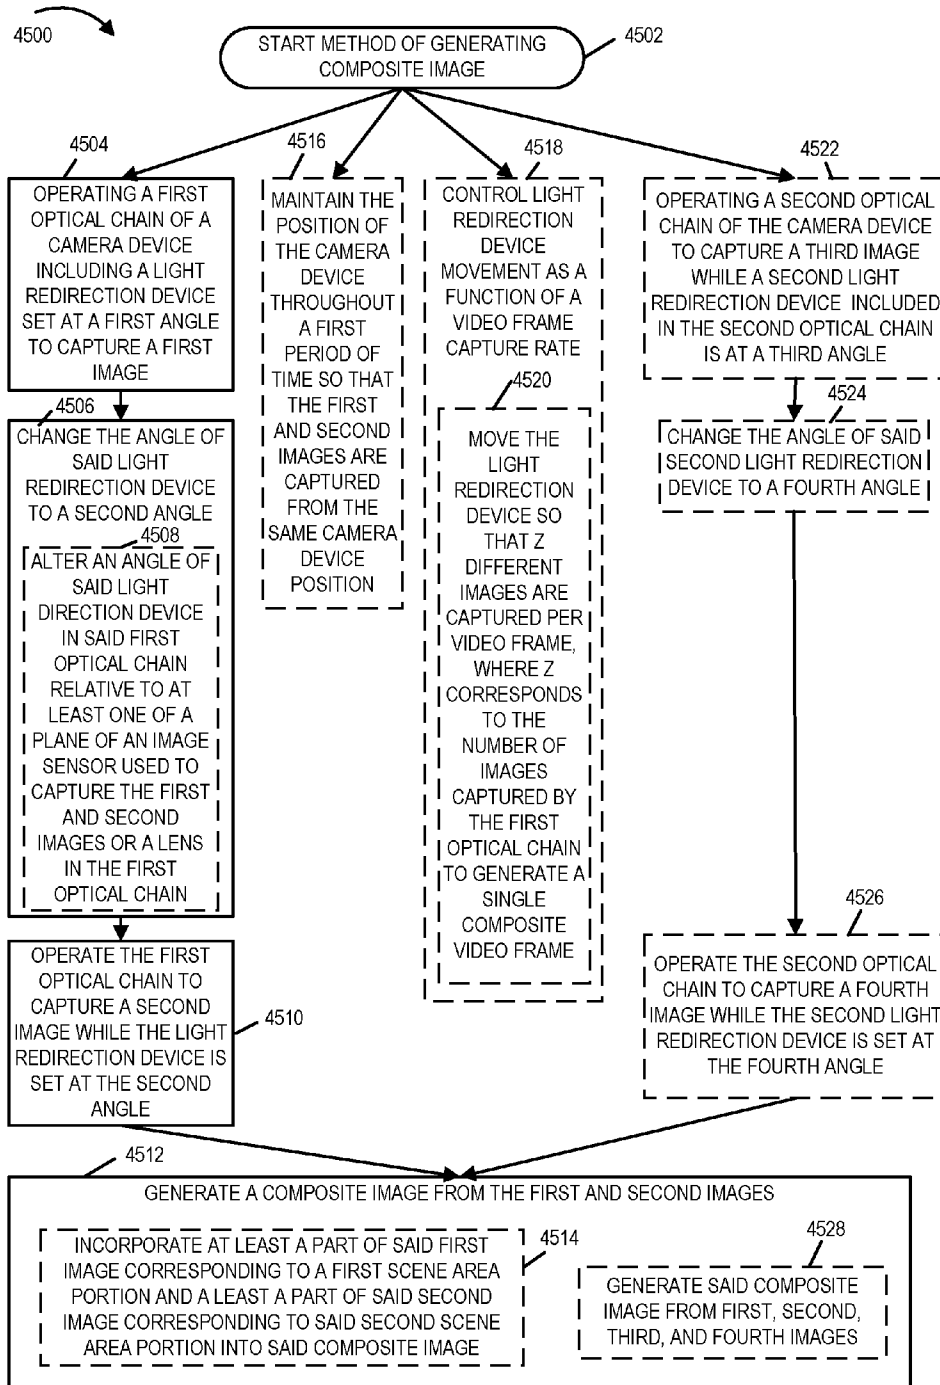 4500
START METHOD OF GENERATING
COMPOSITE IMAGE
4502
4504
OPERATING A FIRST
OPTICAL CHAIN OF A
CAMERA DEVICE
INCLUDING A LIGHT
REDIRECTION DEVICE
SET AT A FIRST ANGLE
TO CAPTURE A FIRST
IMAGE
4506
CHANGE THE ANGLE OF
SAID LIGHT
REDIRECTION DEVICE
TO A SECOND ANGLE
4508
ALTER AN ANGLE OF
SAID LIGHT
DIRECTION DEVICE
IN SAID FIRST
OPTICAL CHAIN
RELATIVE TO AT
LEAST ONE OF A
PLANE OF AN IMAGE
SENSOR USED TO
CAPTURE THE FIRST
AND SECOND
IMAGES OR A LENS
IN THE FIRST
OPTICAL CHAIN
OPERATE THE FIRST
OPTICAL CHAIN TO
CAPTURE A SECOND
IMAGE WHILE THE LIGHT
REDIRECTION DEVICE IS
SET AT THE SECOND
ANGLE
4510
4516
MAINTAIN THE
POSITION OF
THE CAMERA
DEVICE
THROUGHOUT
A FIRST
PERIOD OF
TIME SO THAT
THE FIRST
AND SECOND
IMAGES ARE
CAPTURED
FROM THE
SAME CAMERA
DEVICE
POSITION
4518
CONTROL LIGHT
REDIRECTION
DEVICE
MOVEMENT AS A
FUNCTION OF A
VIDEO FRAME
CAPTURE RATE
4520
MOVE THE
LIGHT
REDIRECTION
DEVICE SO
THAT Z
DIFFERENT
IMAGES ARE
CAPTURED PER
VIDEO FRAME,
WHERE Z
CORRESPONDS
TO THE
NUMBER OF
IMAGES
CAPTURED BY
THE FIRST
OPTICAL CHAIN
TO GENERATE A
SINGLE
COMPOSITE
VIDEO FRAME
4522
OPERATING A SECOND OPTICAL
CHAIN OF THE CAMERA DEVICE
TO CAPTURE A THIRD IMAGE
WHILE A SECOND LIGHT
REDIRECTION DEVICE INCLUDED
IN THE SECOND OPTICAL CHAIN
IS AT A THIRD ANGLE
4524
CHANGE THE ANGLE OF SAID
SECOND LIGHT REDIRECTION
DEVICE TO A FOURTH ANGLE
4526
OPERATE THE SECOND OPTICAL
CHAIN TO CAPTURE A FOURTH
IMAGE WHILE THE SECOND LIGHT
REDIRECTION DEVICE IS SET AT
THE FOURTH ANGLE
4512
GENERATE A COMPOSITE IMAGE FROM THE FIRST AND SECOND IMAGES
INCORPORATE AT LEAST A PART OF SAID FIRST
IMAGE CORRESPONDING TO A FIRST SCENE AREA
PORTION AND A LEAST A PART OF SAID SECOND
IMAGE CORRESPONDING TO SAID SECOND SCENE
AREA PORTION INTO SAID COMPOSITE IMAGE
4514
4528
GENERATE SAID COMPOSITE
IMAGE FROM FIRST, SECOND,
THIRD, AND FOURTH IMAGES